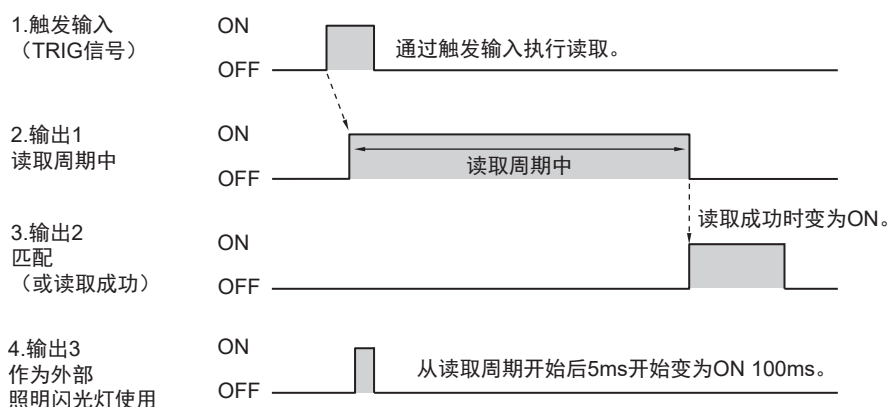 1.触发输入
（TRIG信号）
ON
OFF
通过触发输入执行读取。
2.输出1
读取周期中
ON
OFF
读取周期中
读取成功时变为ON。
3.输出2
匹配
（或读取成功）
ON
OFF
4.输出3
作为外部
照明闪光灯使用
ON
OFF
从读取周期开始后5ms开始变为ON 100ms。